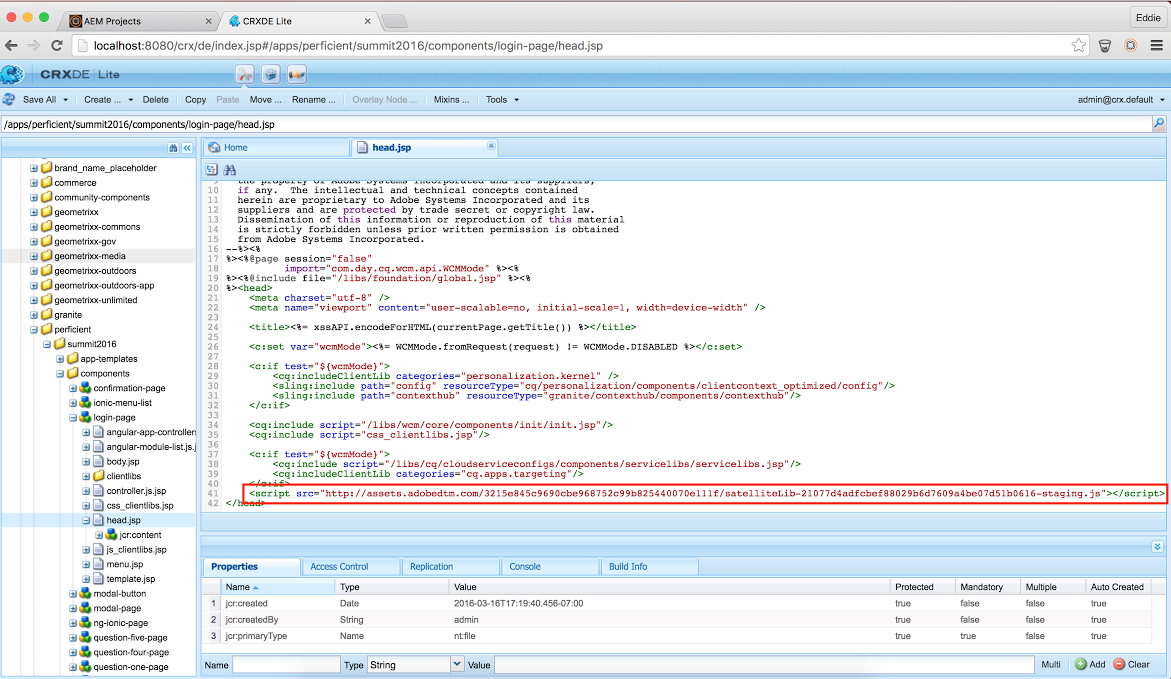 AEM Projects
CRXDE Lite
Eddie
localhost:8080/crx/de/index.jsp#/apps/perficient/summit2016/components/login-page/head.jsp
CRXDE | Lite
Save All Create ... Delete Copy Paste Move ... Rename ... Overlay Node ... Mixins ... Tools admin@crx.default
/apps/perficient/summit2016/components/login-page/head.jsp
brand_name_placeholder
commerce
community-components
geometrixx
geometrixx-commons
geometrixx-gov
geometrixx-media
geometrixx-outdoors
geometrixx-outdoors-app
geometrixx-unlimited
granite
perficient
summit2016
app-templates
components
confirmation-page
ionic-menu-list
login-page
angular-app-controllers
angular-module-list.js.j
body.jsp
clientlibs
controller.js.jsp
css_clientlibs.jsp
head.jsp
jcr:content
js_clientlibs.jsp
menu.jsp
template.jsp
modal-button
modal-page
ng-ionic-page
question-five-page
question-four-page
question-one-page
Home
head.jsp
9 the property of Adobe Systems Incorporated and its suppliers,
10 if any.  The intellectual and technical concepts contained
11 herein are proprietary to Adobe Systems Incorporated and its
12 suppliers and are protected by trade secret or copyright law.
13 Dissemination of this information or reproduction of this material
14 is strictly forbidden unless prior written permission is obtained
15 from Adobe Systems Incorporated.
16 --%><%
17 %><%@page session="false"
18 import="com.day.cq.wcm.api.WCMMode" %><%
19 %><%@include file="/libs/foundation/global.jsp" %><%
20 %><head>
21 <meta charset="utf-8" />
22 <meta name="viewport" content="user-scalable=no, initial-scale=1, width=device-width" />
23
24 <title><%= xssAPI.encodeForHTML(currentPage.getTitle()) %></title>
25
26 <c:set var="wcmMode"><%= WCMMode.fromRequest(request) != WCMMode.DISABLED %></c:set>
27
28 <c:if test="${wcmMode}">
29 <cq:includeClientLib categories="personalization.kernel" />
30 <sling:include path="config" resourceType="cq/personalization/components/clientcontext_optimized/config"/>
31 <sling:include path="contexthub" resourceType="granite/contexthub/components/contexthub"/>
32 </c:if>
33
34 <cq:include script="/libs/wcm/core/components/init/init.jsp"/>
35 <cq:include script="css_clientlibs.jsp"/>
36
37 <c:if test="${wcmMode}">
38 <cq:include script="/libs/cq/cloudserviceconfigs/components/servicelibs/servicelibs.jsp"/>
39 <cq:includeClientLib categories="cq.apps.targeting"/>
40 </c:if>
41 <script src="http://assets.adobedtm.com/3215e845c9690cbe968752c99b825440070e111f/satelliteLib-21077d4adfcbef88029b6d7609a4be07d51b0616-staging.js"></script>
42 </head>
Properties Access Control Replication Console Build Info
Name Type Value Protected Mandatory Multiple Auto Created
1 jcr:created Date 2016-03-16T17:19:40.456-07:00 true false false true
2 jcr:createdBy String admin true false false true
3 jcr:primaryType Name nt:file true true false true
Name Type String Value Multi Add Clear